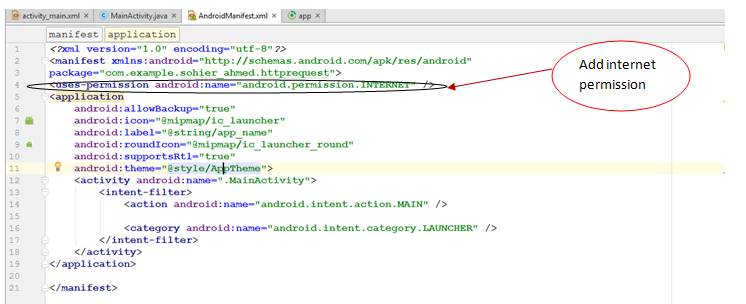 activity_main.xml × MainActivity.java × AndroidManifest.xml × app ×
manifest application
1 <?xml version="1.0" encoding="utf-8"?>
2 <manifest xmlns:android="http://schemas.android.com/apk/res/android"
3 package="com.example.sohier_ahmed.httprequest">
4 <uses-permission android:name="android.permission.INTERNET" />
5 <application
6 android:allowBackup="true"
7 android:icon="@mipmap/ic_launcher"
8 android:label="@string/app_name"
9 android:roundIcon="@mipmap/ic_launcher_round"
10 android:supportsRtl="true"
11 android:theme="@style/AppTheme">
12 <activity android:name=".MainActivity">
13 <intent-filter>
14 <action android:name="android.intent.action.MAIN" />
15
16 <category android:name="android.intent.category.LAUNCHER" />
17 </intent-filter>
18 </activity>
19 </application>
20
21 </manifest>
Add internet
permission